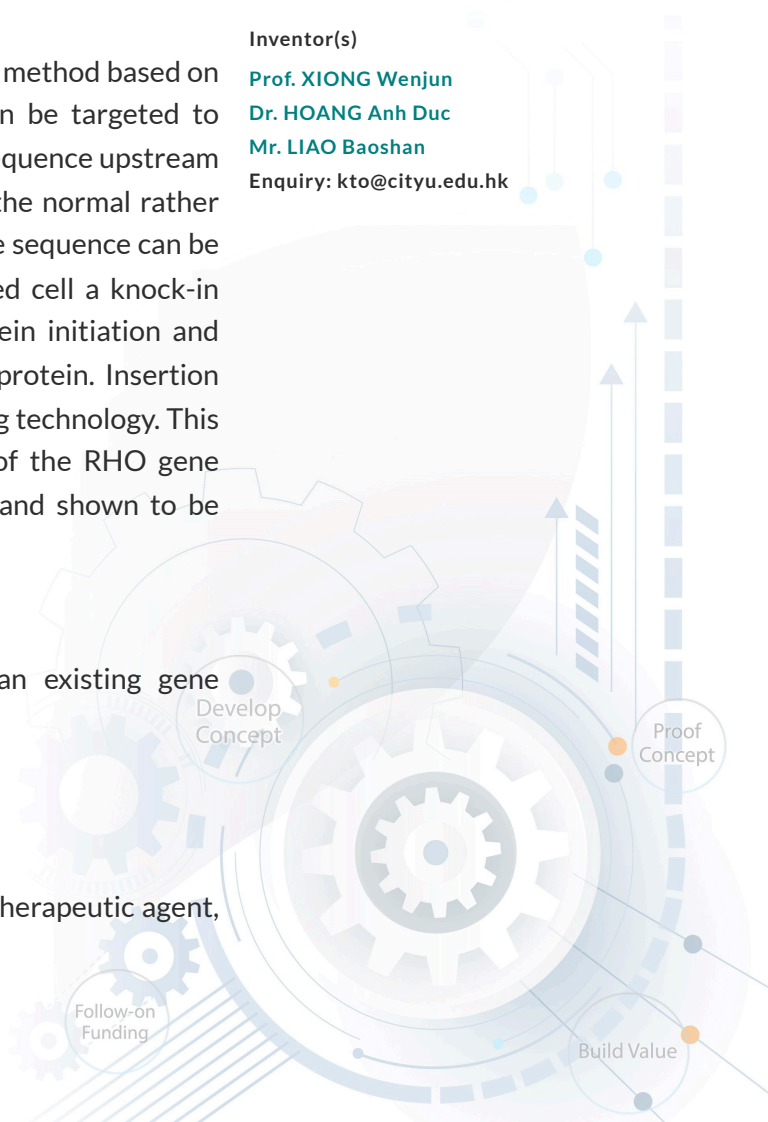 method based on
n be targeted to
quence upstream
the normal rather
e sequence can be
ed cell a knock-in
ein initiation and
protein. Insertion
g technology. This
of the RHO gene
and shown to be
an existing gene
herapeutic agent,
Inventor(s)
Prof. XIONG Wenjun
Dr. HOANG Anh Duc
Mr. LIAO Baoshan
Enquiry: kto@cityu.edu.hk
Develop
Concept
Proof
Concept
Follow-on
Funding
Build Value